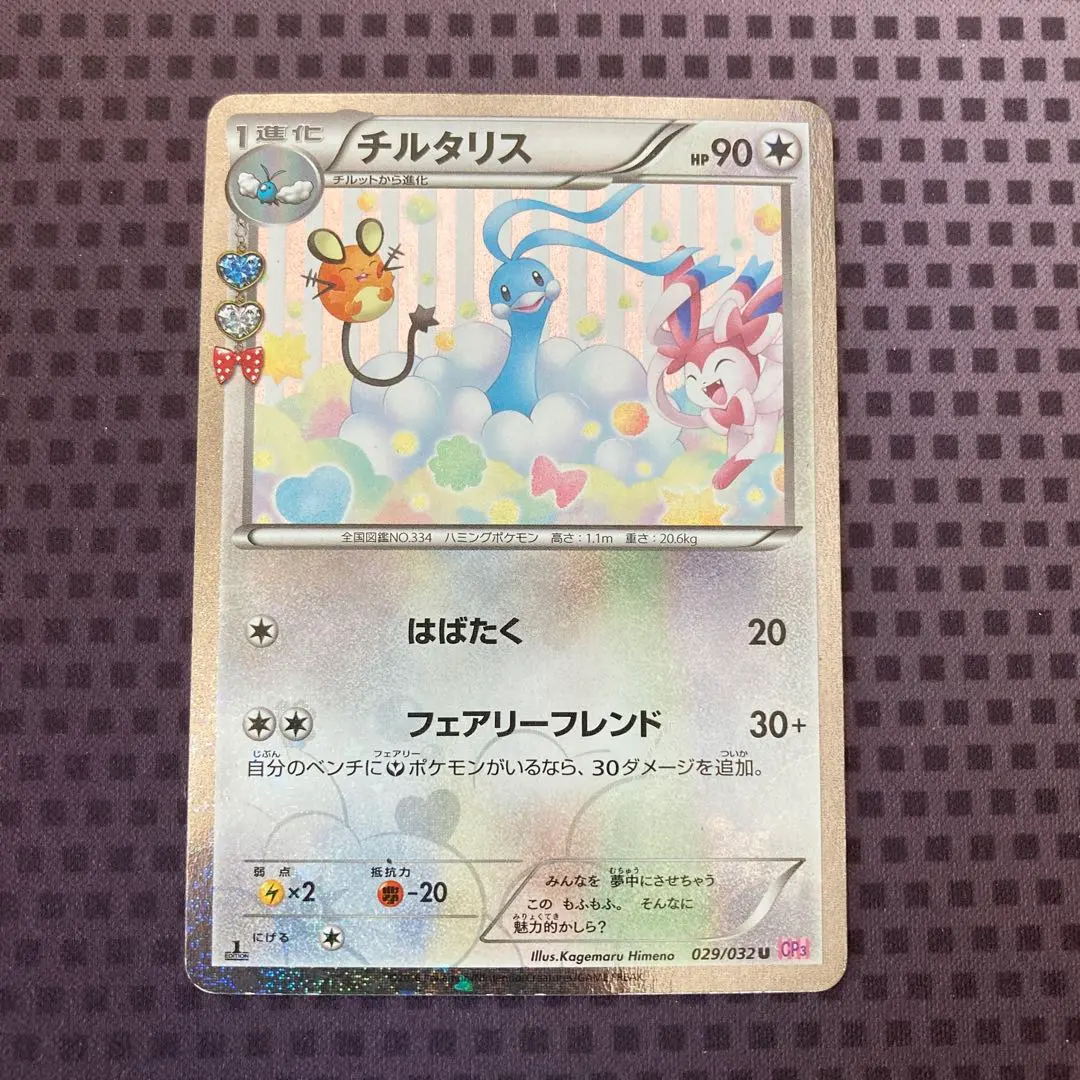 1進化 チルタリス HP90
チルットから進化
全国図鑑NO.334 ハミングポケモン 高さ:1.1m 重さ:20.6kg
はばたく 20
フェアリーフレンド 30+
じぶん フェアリー ついか
自分のベンチにポケモンがいるなら、30ダメージを追加。
弱点 抵抗力
×2 -20
にげる
むちゅう
みんなを 夢中にさせちゃう
この もふもふ。 そんなに
みりょくてき
魅力的かしら?
1 EDITION
Illus.Kagemaru Himeno 029/032 U CP3
GAME FREAK